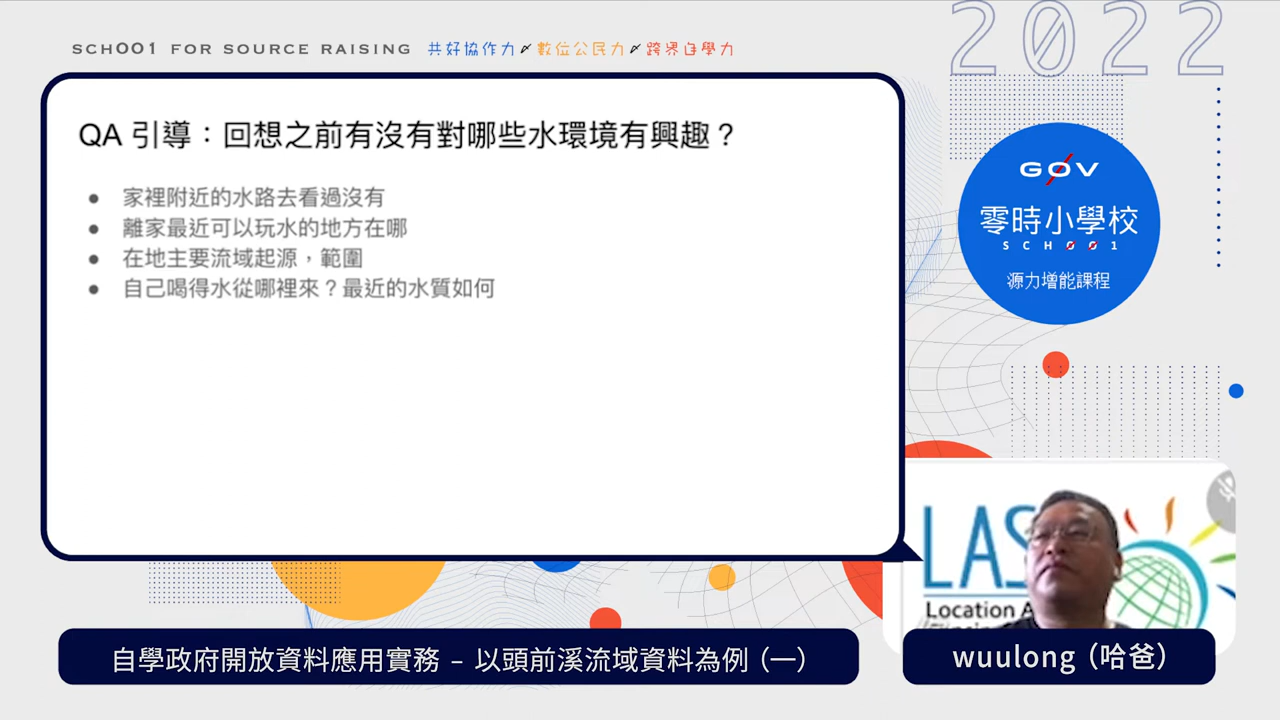 2022
SCHOO1 FOR SOURCE RAISING 共好協作力 數位公民力 跨界自學力
QA 引導：回想之前有沒有對哪些水環境有興趣？
● 家裡附近的水路去看過沒有
● 離家最近可以玩水的地方在哪
● 在地主要流域起源，範圍
● 自己喝得水從哪裡來？最近的水質如何
G0V
零時小學校
SCH001
源力增能課程
LAS
Location A
自學政府開放資料應用實務 – 以頭前溪流域資料為例（一）
wuulong（哈爸）